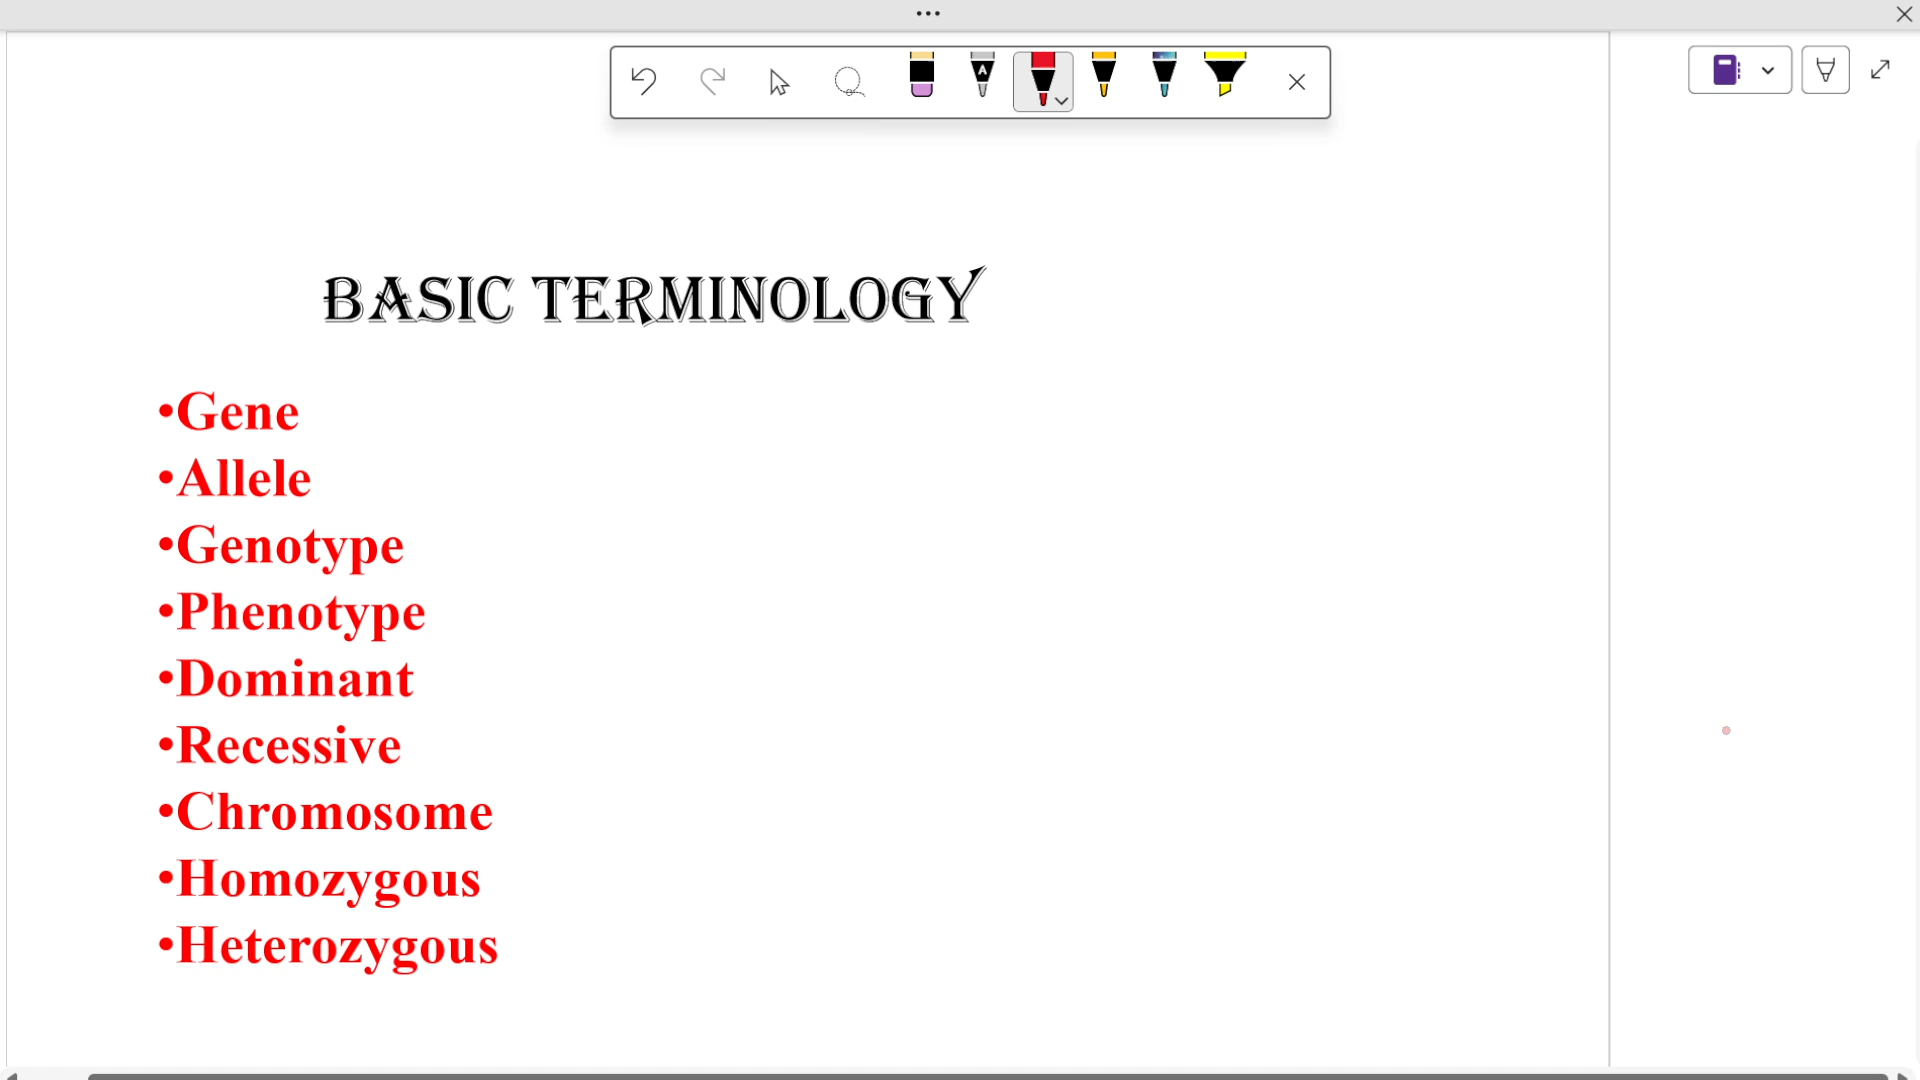 BASIC TERMINOLOGY
•Gene
•Allele
•Genotype
•Phenotype
•Dominant
•Recessive
•Chromosome
•Homozygous
•Heterozygous